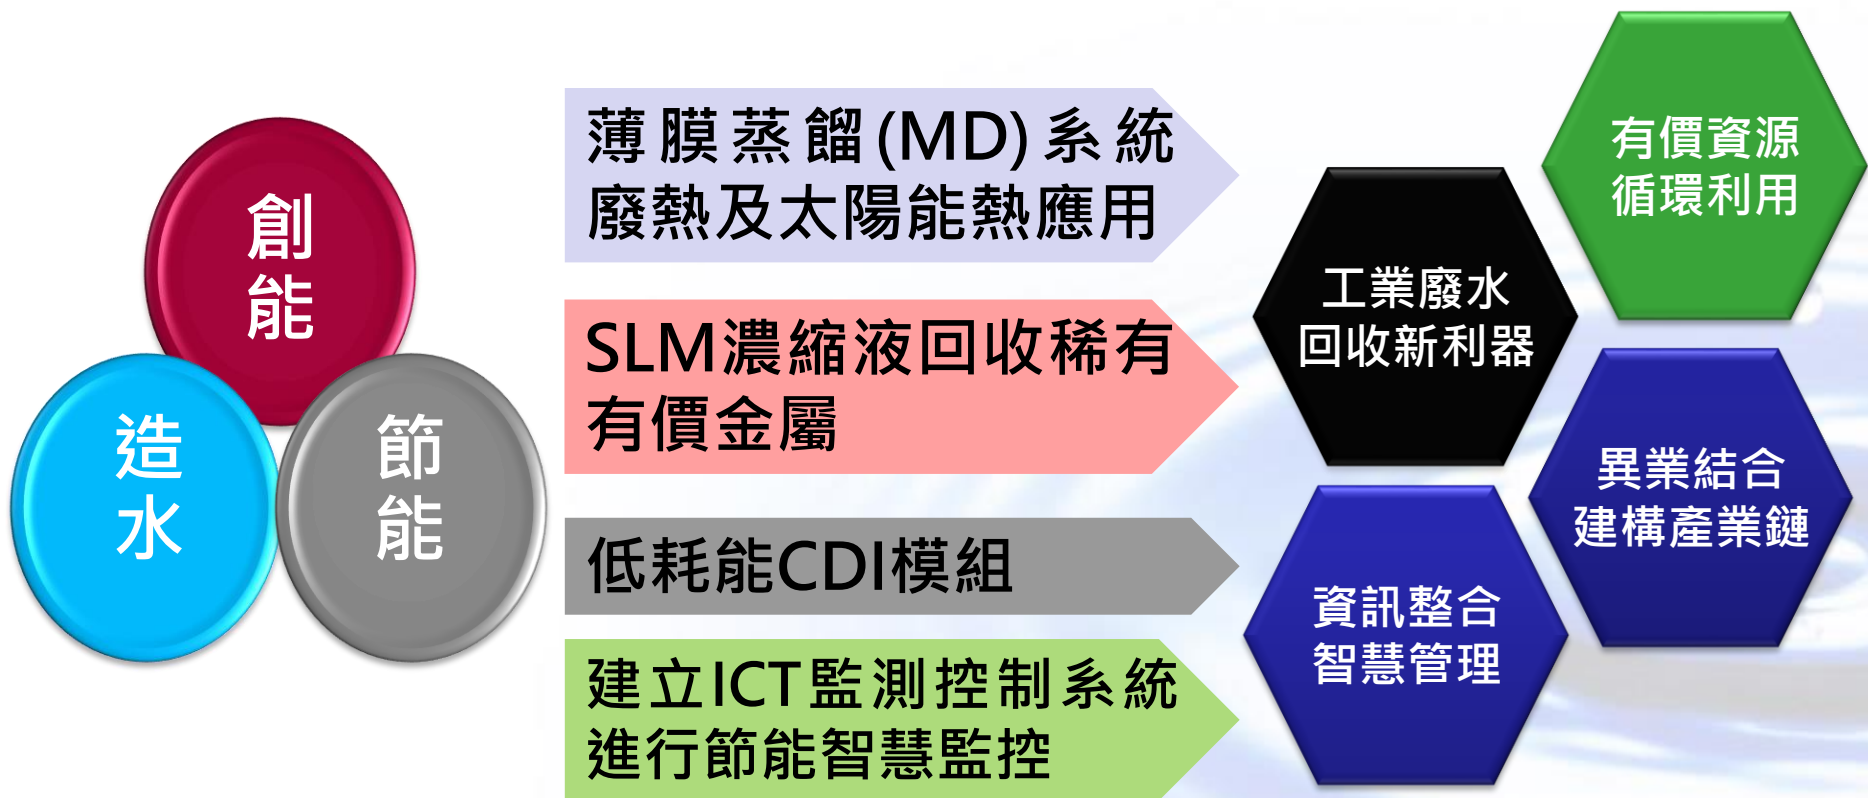 創
能
造
水
節
能
薄膜蒸餾(MD)系統
廢熱及太陽能熱應用
SLM濃縮液回收稀有
有價金屬
低耗能CDI模組
建立ICT監測控制系統
進行節能智慧監控
有價資源
循環利用
工業廢水
回收新利器
異業結合
建構產業鏈
資訊整合
智慧管理